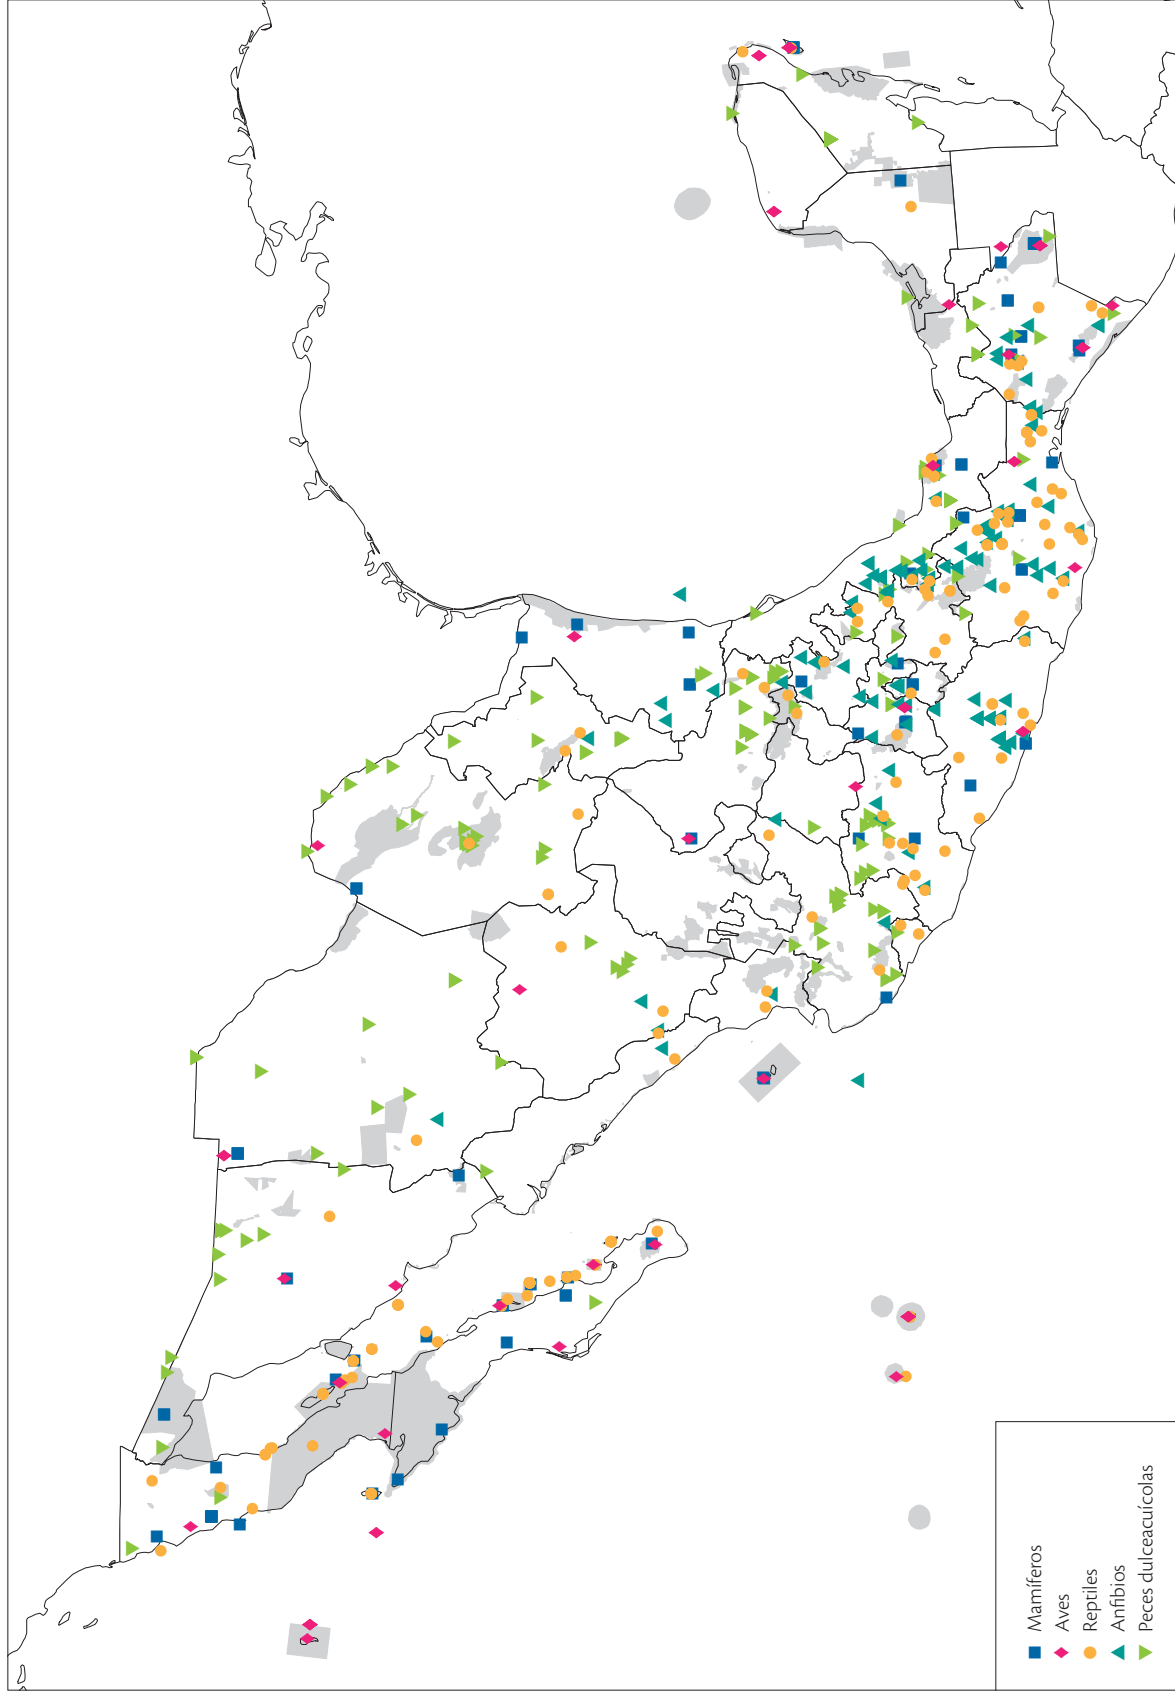 Mamíferos
Aves
Reptiles
Anfibios
Peces dulceacuícolas